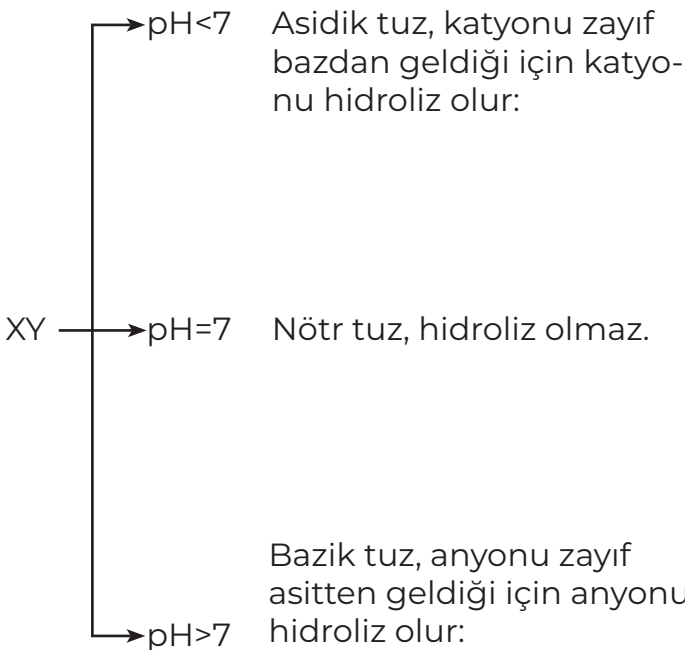 pH<7 Asidik tuz, katyonu zayıf
bazdan geldiği için katyo-
nu hidroliz olur:
XY pH=7 Nötr tuz, hidroliz olmaz.
Bazik tuz, anyonu zayıf
asitten geldiği için anyonu
pH>7 hidroliz olur: